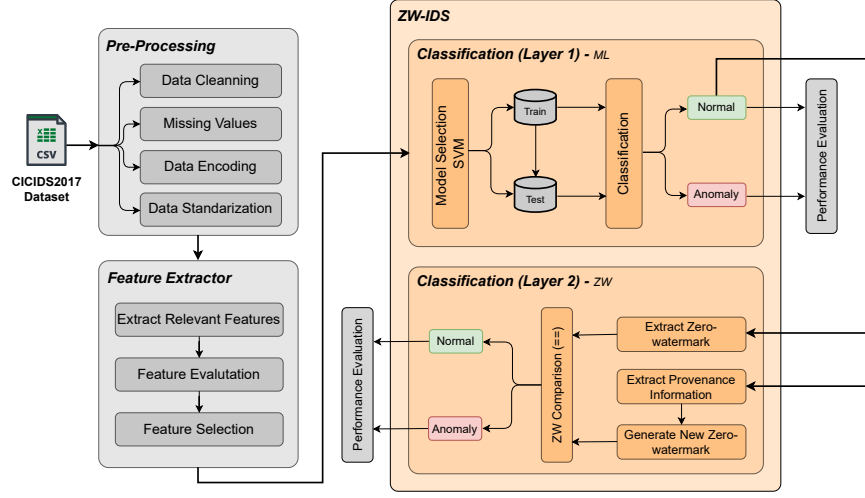 CSV
CICIDS2017
Dataset
Pre-Processing
Data Cleanning
Missing Values
Data Encoding
Data Standarization
Feature Extractor
Extract Relevant Features
Feature Evalutation
Feature Selection
ZW-IDS
Classification (Layer 1) - ML
Model Selection
SVM
Train
Test
Classification
Normal
Anomaly
Performance Evaluation
Classification (Layer 2) - ZW
Extract Zero-
watermark
Extract Provenance
Information
Generate New Zero-
watermark
ZW Comparison (==)
Normal
Anomaly
Performance Evaluation